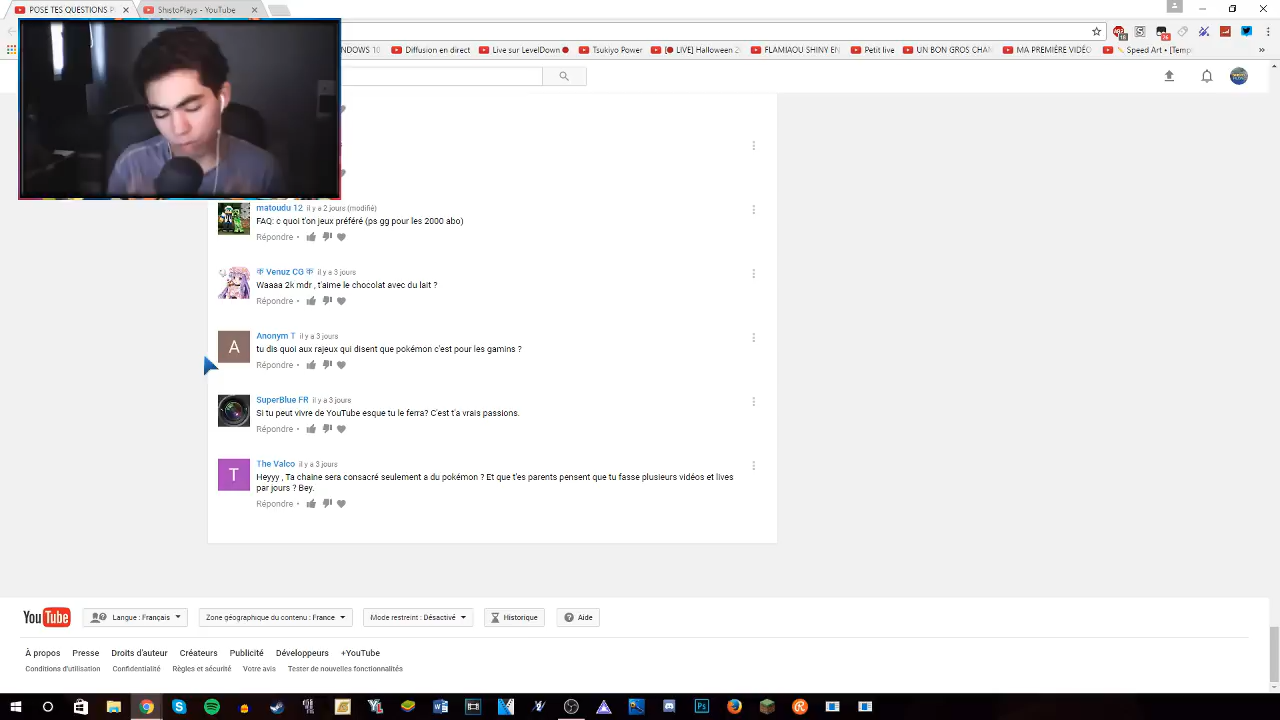 POSE TES QUESTIONS P
ShistoPlays - YouTube
INDOWS 10
Diffusion en direct
Live sur LevelDown
Tsukiyo Power
FLAMIAOU SHINY EN
Petit live
UN BON GROS CHAN
MA PREMIÈRE VIDÉO
Speed Art • [Temp
matoudu 12 il y a 2 jours (modifié)
FAQ: c quoi t'on jeux préféré (ps gg pour les 2000 abo)
Répondre •
Venuz CG il y a 3 jours
Waaaa 2k mdr , t'aime le chocolat avec du lait ?
Répondre •
A
Anonym T il y a 3 jours
tu dis quoi aux rajeux qui disent que pokémon c'est pour les gamins ?
Répondre •
SuperBlue FR il y a 3 jours
Si tu peut vivre de YouTube esque tu le ferra? C'est t'a vrais passions.
Répondre •
T
The Valco il y a 3 jours
Heyyy , Ta chaine sera consacré seulement a du pokémon ? Et que t'es parents pensent que tu fasse plusieurs vidéos et lives
par jours ? Bey.
Répondre •
YouTube
Langue : Français
Zone géographique du contenu : France
Mode restreint : Désactivé
Historique
Aide
À propos Presse Droits d'auteur Créateurs Publicité Développeurs +YouTube
Conditions d'utilisation Confidentialité Règles et sécurité Votre avis Tester de nouvelles fonctionnalités